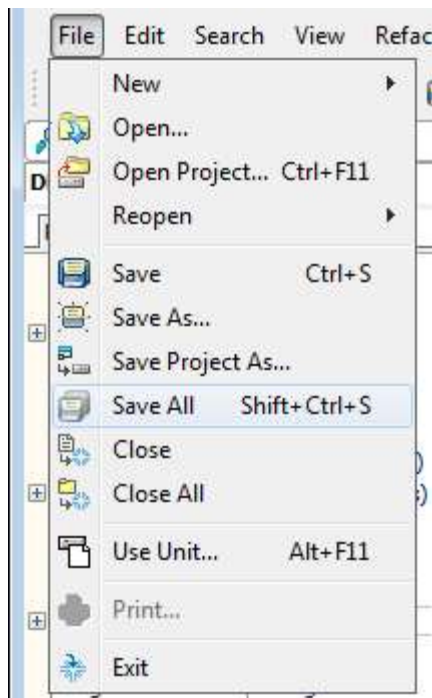 File Edit Search View Refac
New
Open...
Open Project... Ctrl+F11
Reopen
Save Ctrl+S
Save As...
Save Project As...
Save All Shift+Ctrl+S
Close
Close All
Use Unit... Alt+F11
Print...
Exit